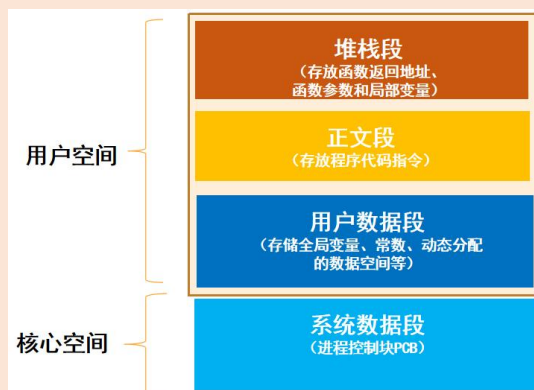 堆栈段
（存放函数返回地址、
函数参数和局部变量）
用户空间
正文段
（存放程序代码指令）
用户数据段
（存储全局变量、常数、动态分配
的数据空间等）
核心空间
系统数据段
（进程控制块PCB）